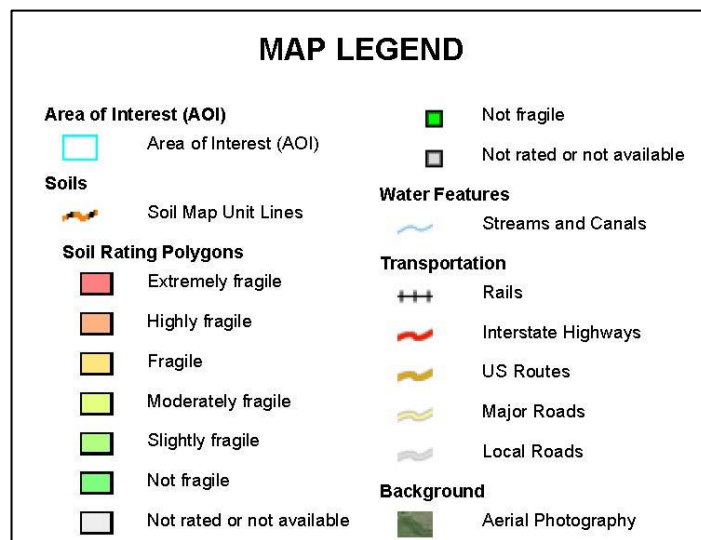 MAP LEGEND
Area of Interest (AOI)
Area of Interest (AOI)
Soils
Soil Map Unit Lines
Soil Rating Polygons
Extremely fragile
Highly fragile
Fragile
Moderately fragile
Slightly fragile
Not fragile
Not rated or not available
Not fragile
Not rated or not available
Water Features
Streams and Canals
Transportation
Rails
Interstate Highways
US Routes
Major Roads
Local Roads
Background
Aerial Photography